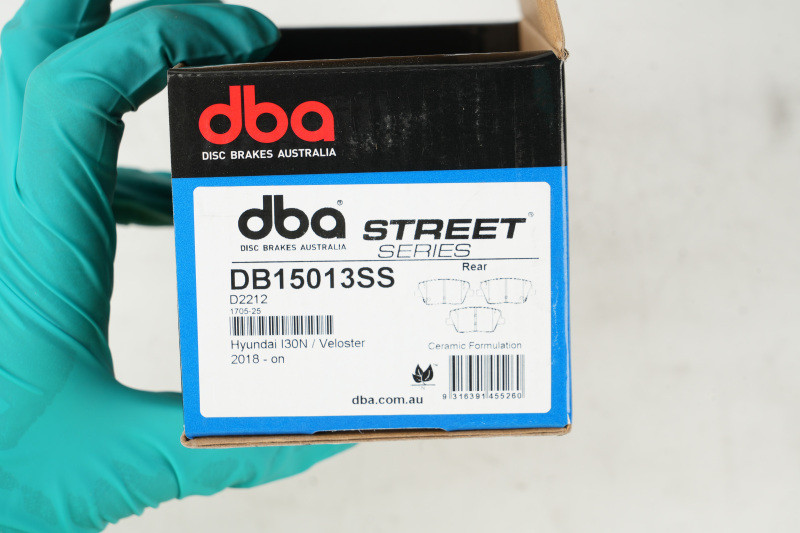 dba
DISC BRAKES AUSTRALIA
dba®
DISC BRAKES AUSTRALIA
STREET®
SERIES
DB15013SS
Rear
D2212
1705-25
Hyundai I30N / Veloster
2018 - on
Ceramic Formulation
dba.com.au
9 316391 455260